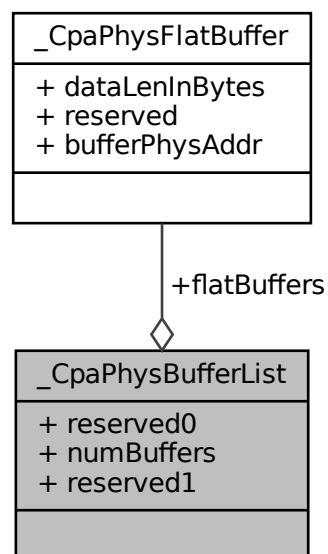 _CpaPhysFlatBuffer
+ dataLenInBytes
+ reserved
+ bufferPhysAddr
+flatBuffers
_CpaPhysBufferList
+ reserved0
+ numBuffers
+ reserved1